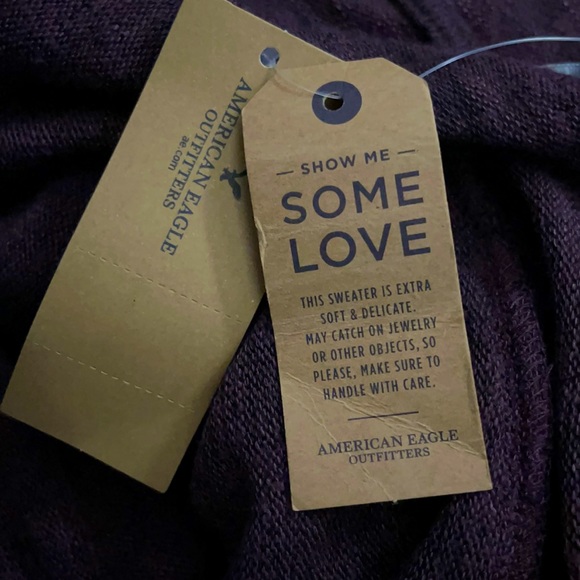 AMERICAN EAGLE
OUTFITTERS
ae.com
— SHOW ME —
SOME
LOVE
THIS SWEATER IS EXTRA
SOFT & DELICATE.
MAY CATCH ON JEWELRY
OR OTHER OBJECTS, SO
PLEASE, MAKE SURE TO
HANDLE WITH CARE.
AMERICAN EAGLE
OUTFITTERS